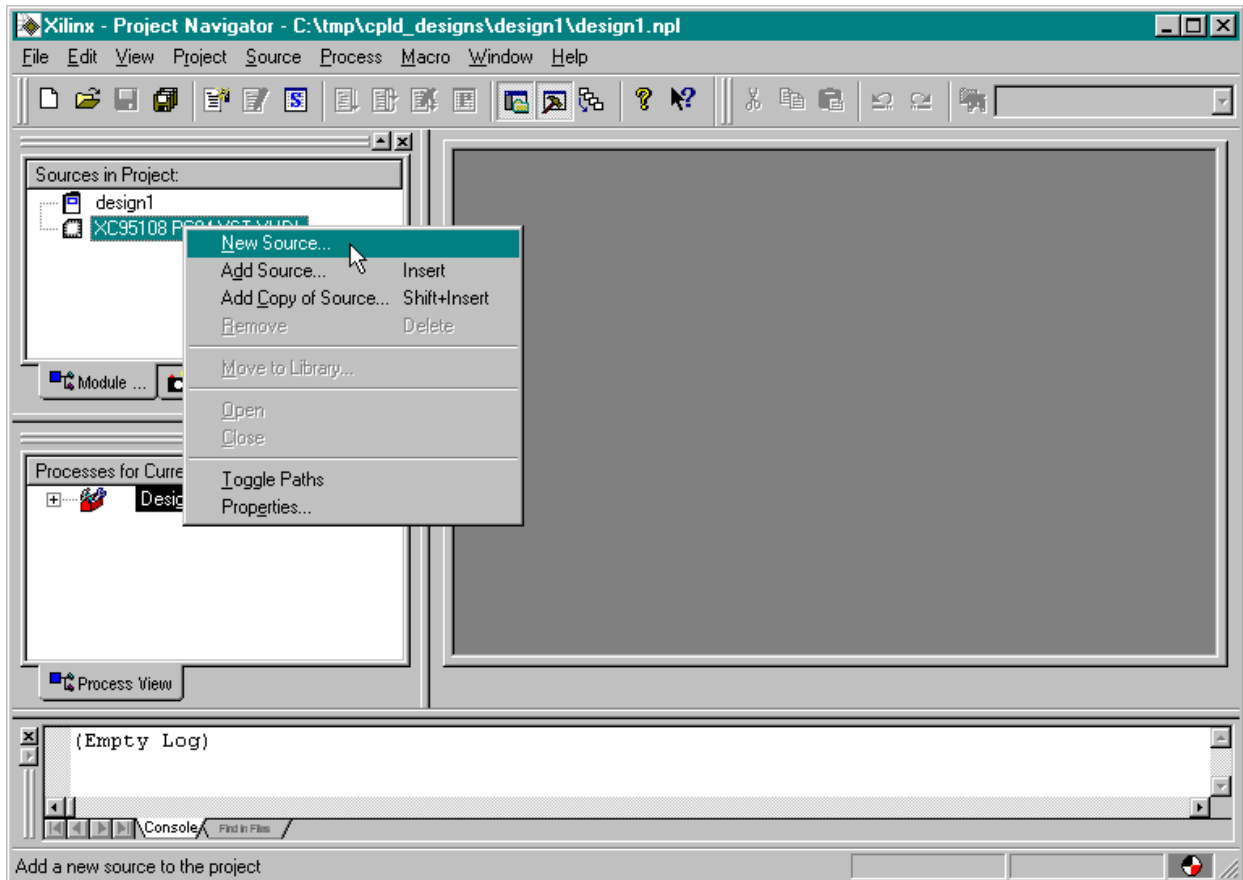 Xilinx - Project Navigator - C:\tmp\cpld_designs\design1\design1.npl
File Edit View Project Source Process Macro Window Help
Sources in Project:
design1
XC95108
New Source...
Add Source... Insert
Add Copy of Source... Shift+Insert
Remove Delete
Move to Library...
Open
Close
Toggle Paths
Properties...
Module ...
Processes for Curre
Desig
Process View
(Empty Log)
Console Find in Files
Add a new source to the project